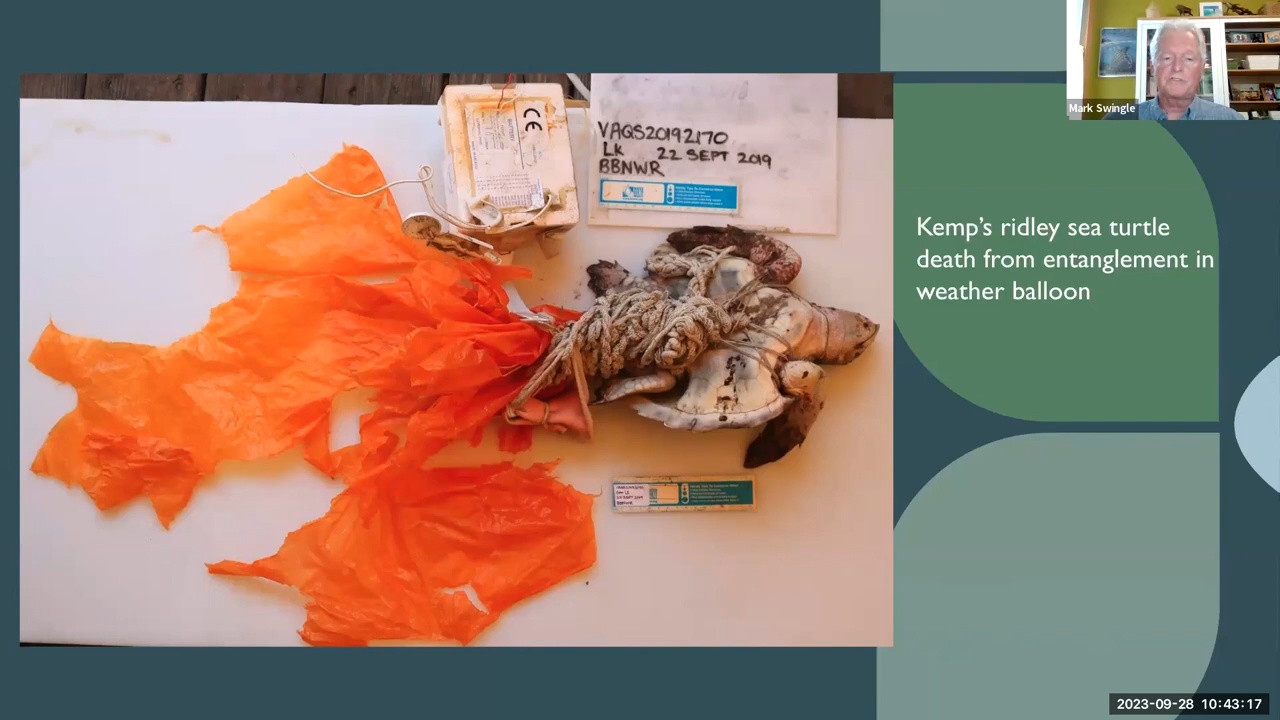 Mark Swingle
CE
VAQS20192170
LK 22 SEPT 2019
BBNWR
Kemp's ridley sea turtle
death from entanglement in
weather balloon
2023-09-28 10:43:17